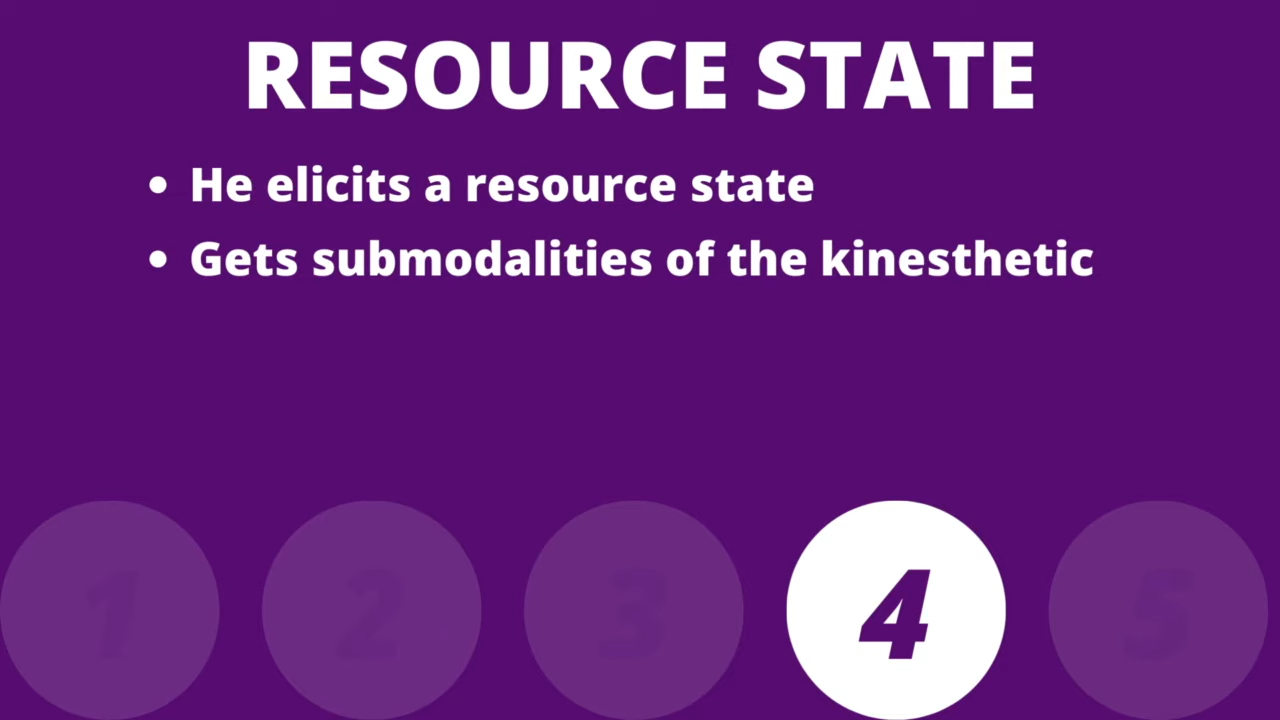 RESOURCE STATE
• He elicits a resource state
• Gets submodalities of the kinesthetic
1 2 3 4 5